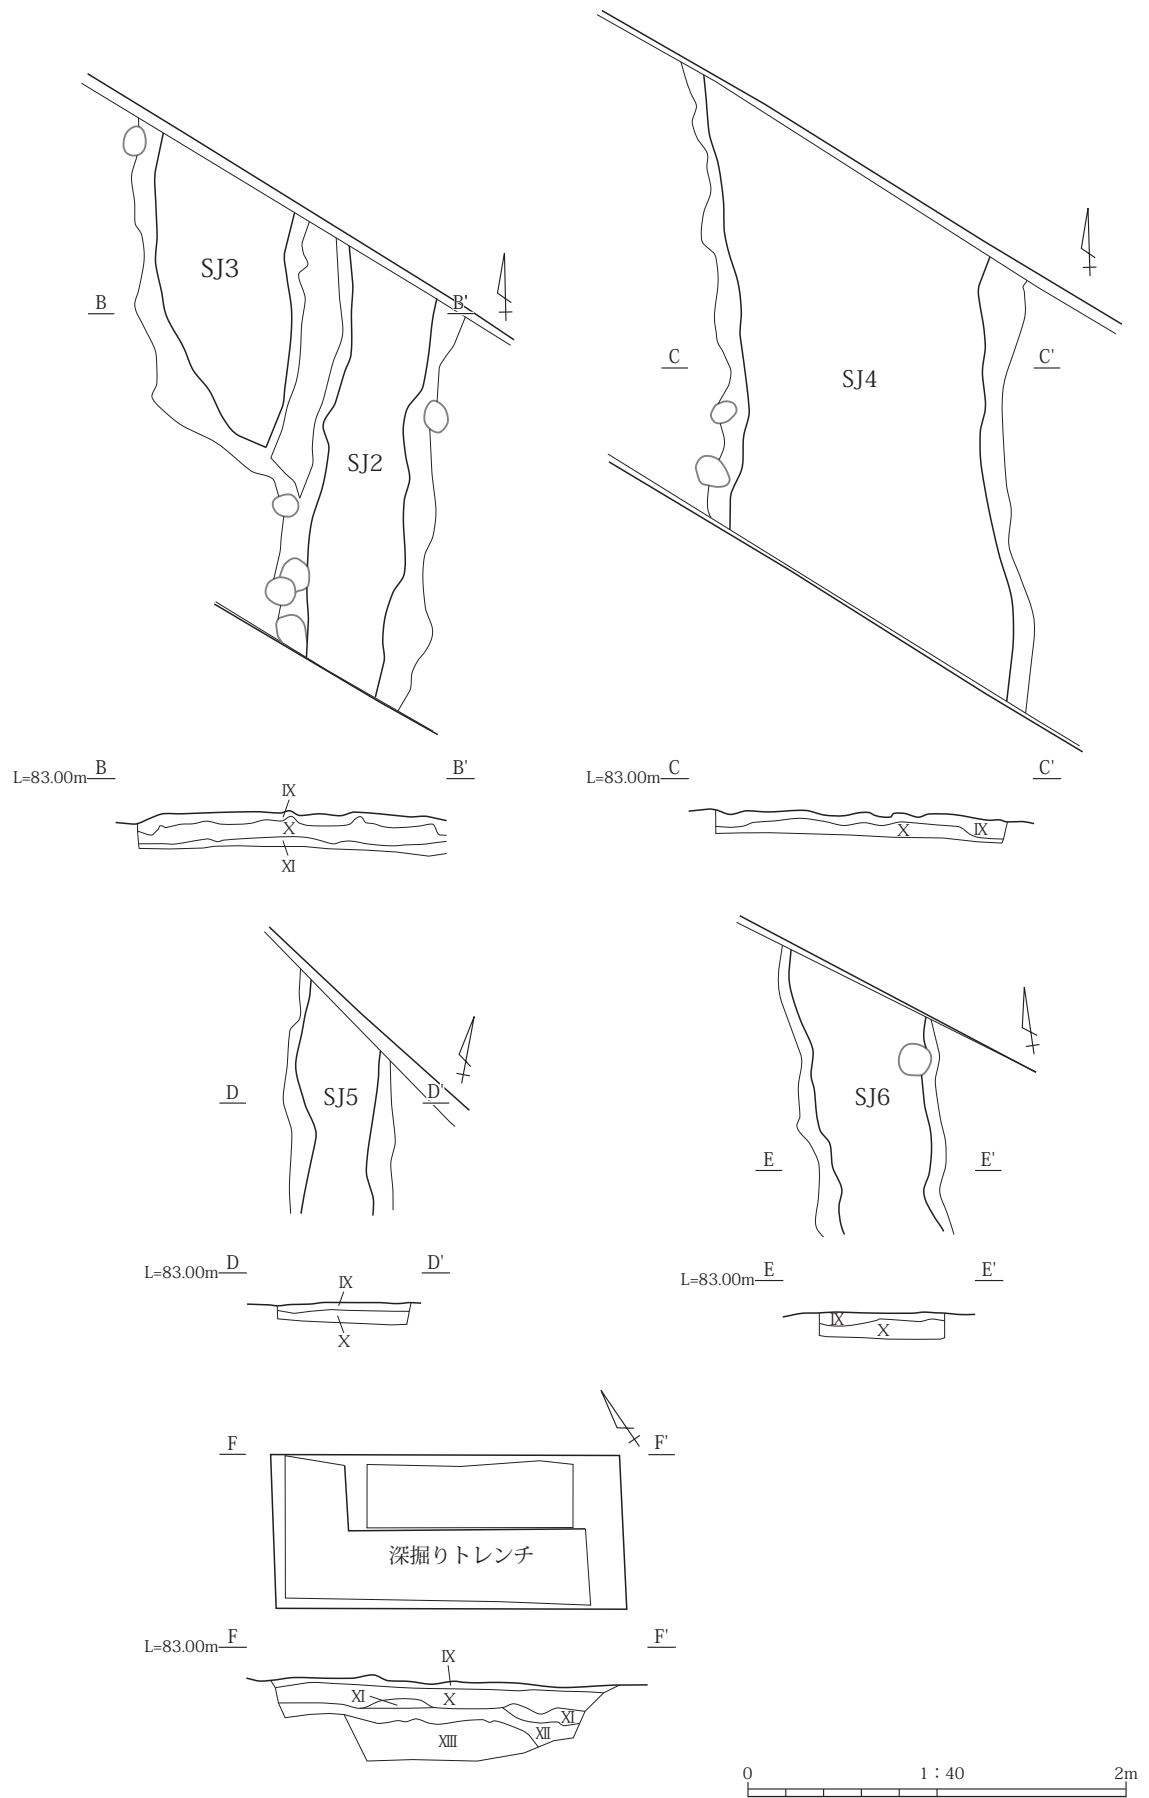 SJ3
B
B'
SJ2
C
C'
SJ4
L=83.00m
B
B'
IX
X
XI
L=83.00m
C
C'
X
IX
D
D'
SJ5
SJ6
E
E'
L=83.00m
D
D'
IX
X
L=83.00m
E
E'
IX
X
F
F'
深掘りトレンチ
L=83.00m
F
F'
IX
XI
X
XI
XII
XIII
0
1：40
2m